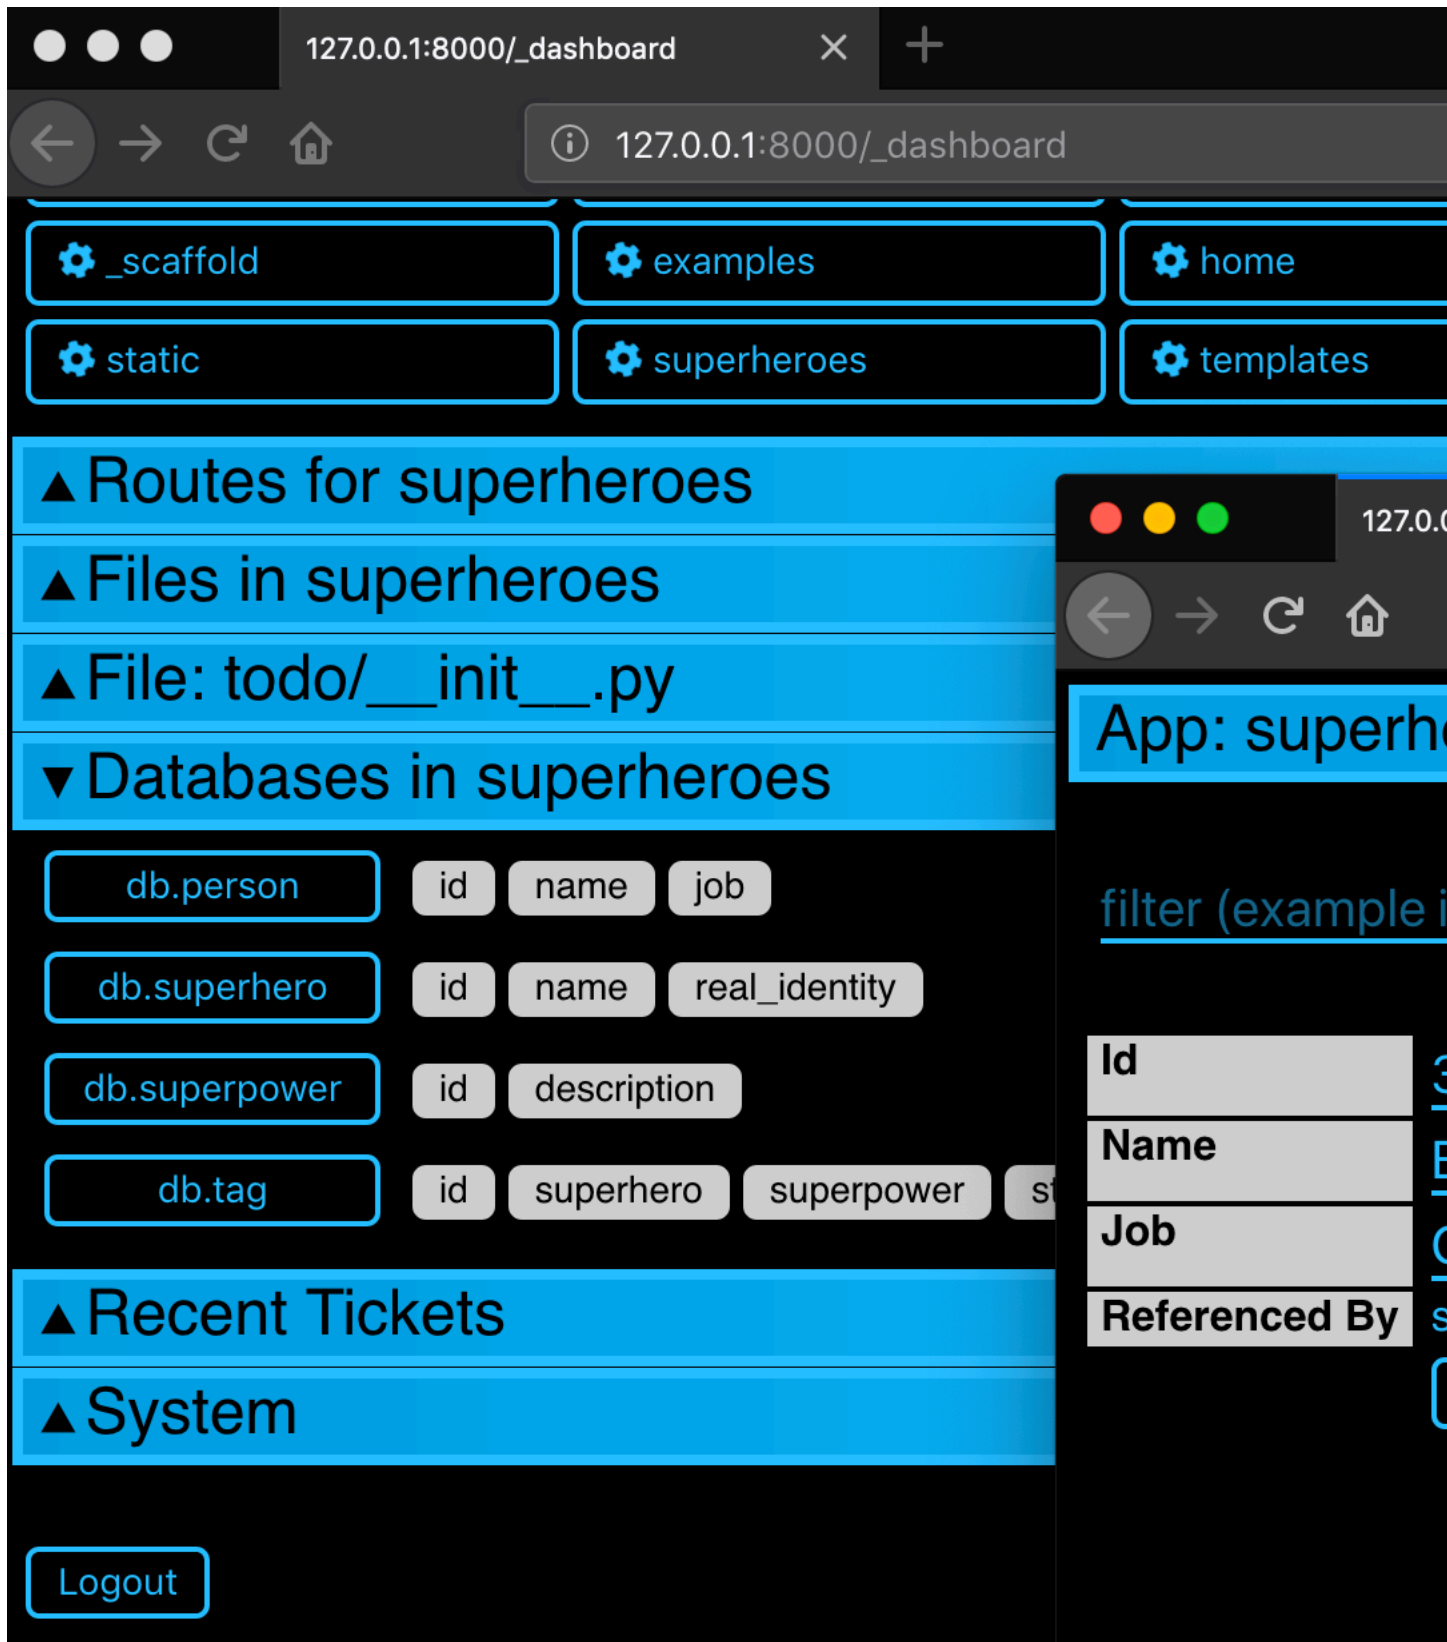 127.0.0.1:8000/_dashboard
127.0.0.1:8000/_dashboard
_scaffold examples home
static superheroes templates
Routes for superheroes
Files in superheroes
File: todo/__init__.py
Databases in superheroes
db.person id name job
db.superhero id name real_identity
db.superpower id description
db.tag id superhero superpower
Recent Tickets
System
Logout
127.0.
App:
filter (example
Id
Name
Job
Referenced By